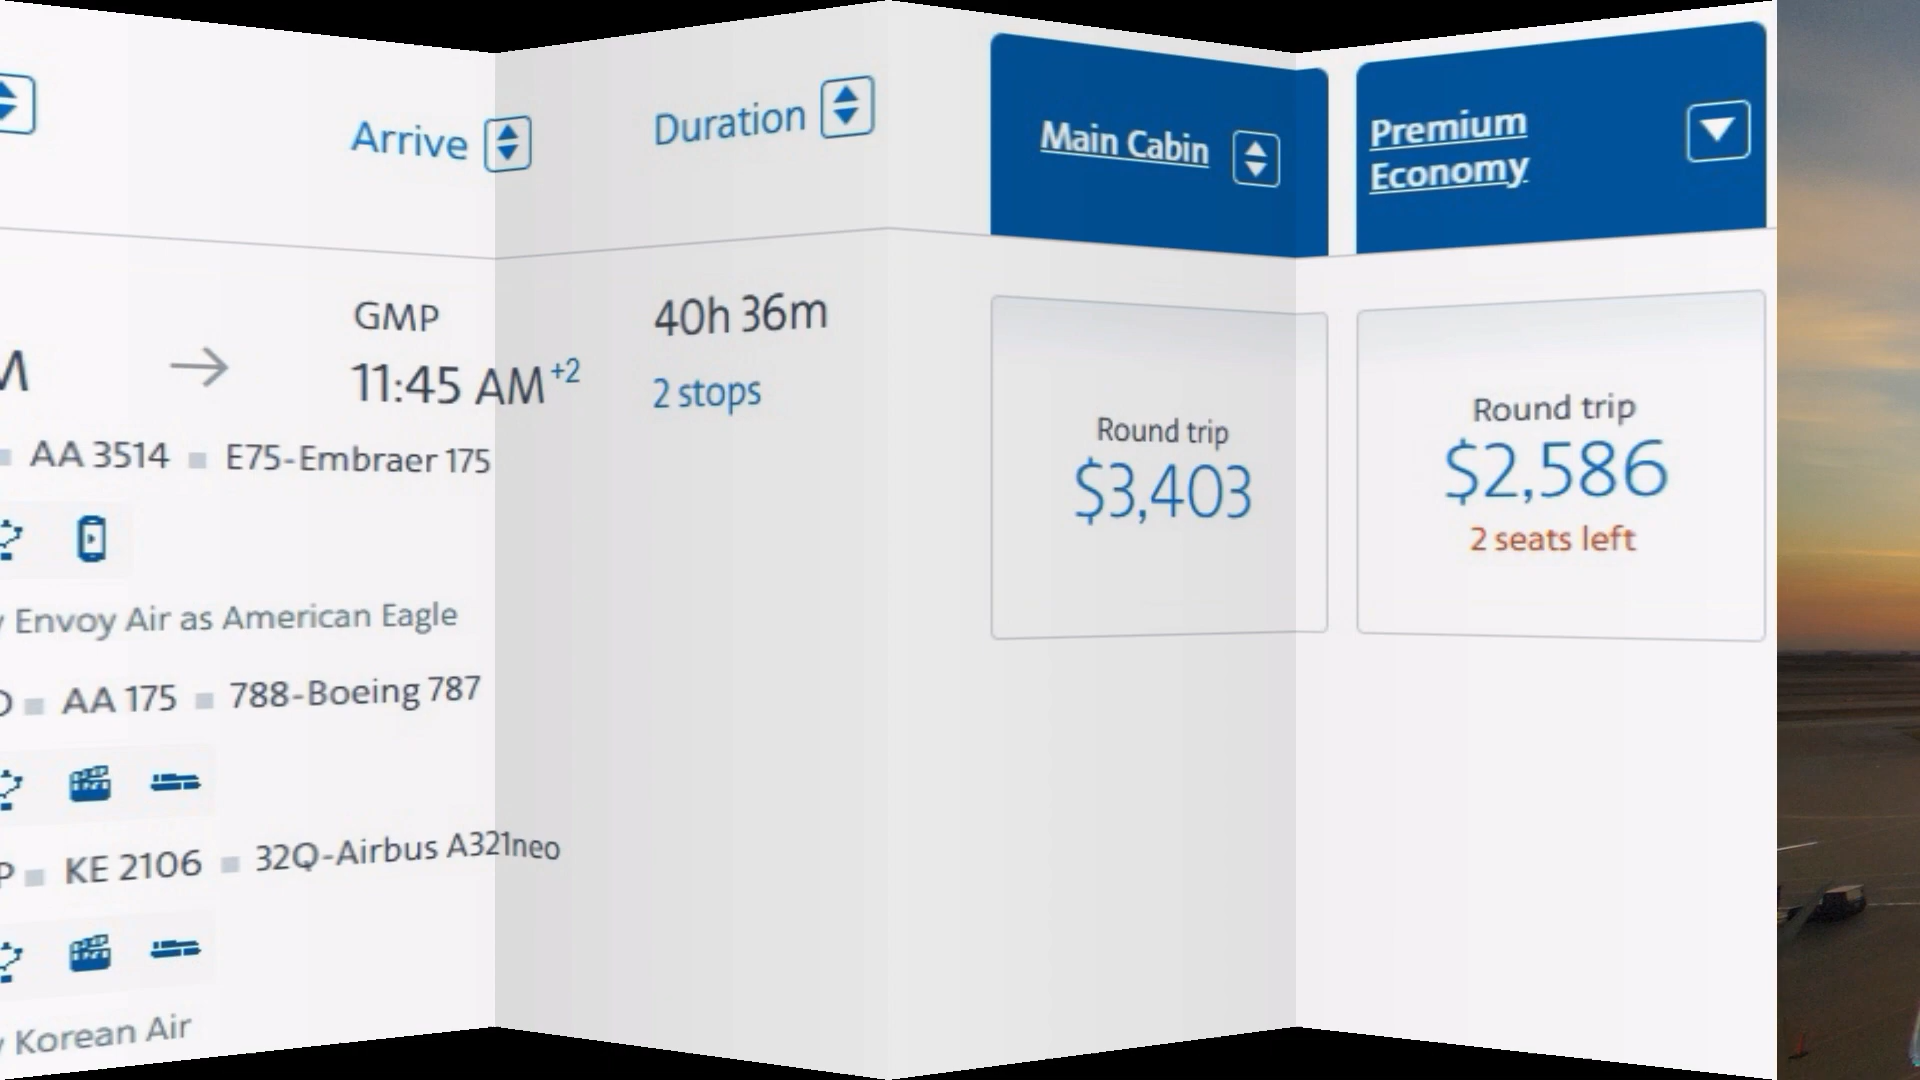 Arrive
Duration
Main Cabin
Premium
Economy
GMP
40h 36m
11:45 AM +2
2 stops
AA 3514 ■ E75-Embraer 175
Envoy Air as American Eagle
AA 175 ■ 788-Boeing 787
KE 2106 ■ 32Q-Airbus A321neo
Korean Air
Round trip
$3,403
Round trip
$2,586
2 seats left